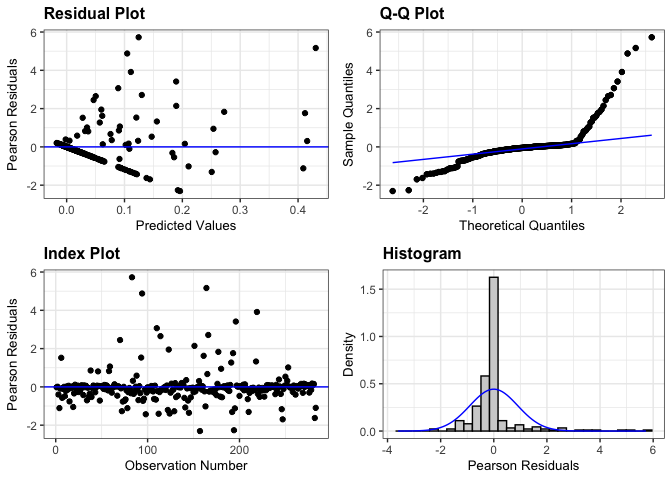 Residual Plot
Pearson Residuals
6
4
2
0
-2
0.0 0.1 0.2 0.3 0.4
Predicted Values
Q-Q Plot
Sample Quantiles
6
4
2
0
-2
-2 -1 0 1 2
Theoretical Quantiles
Index Plot
Pearson Residuals
6
4
2
0
-2
0 100 200
Observation Number
Histogram
Density
1.5
1.0
0.5
0.0
-4 -2 0 2 4 6
Pearson Residuals